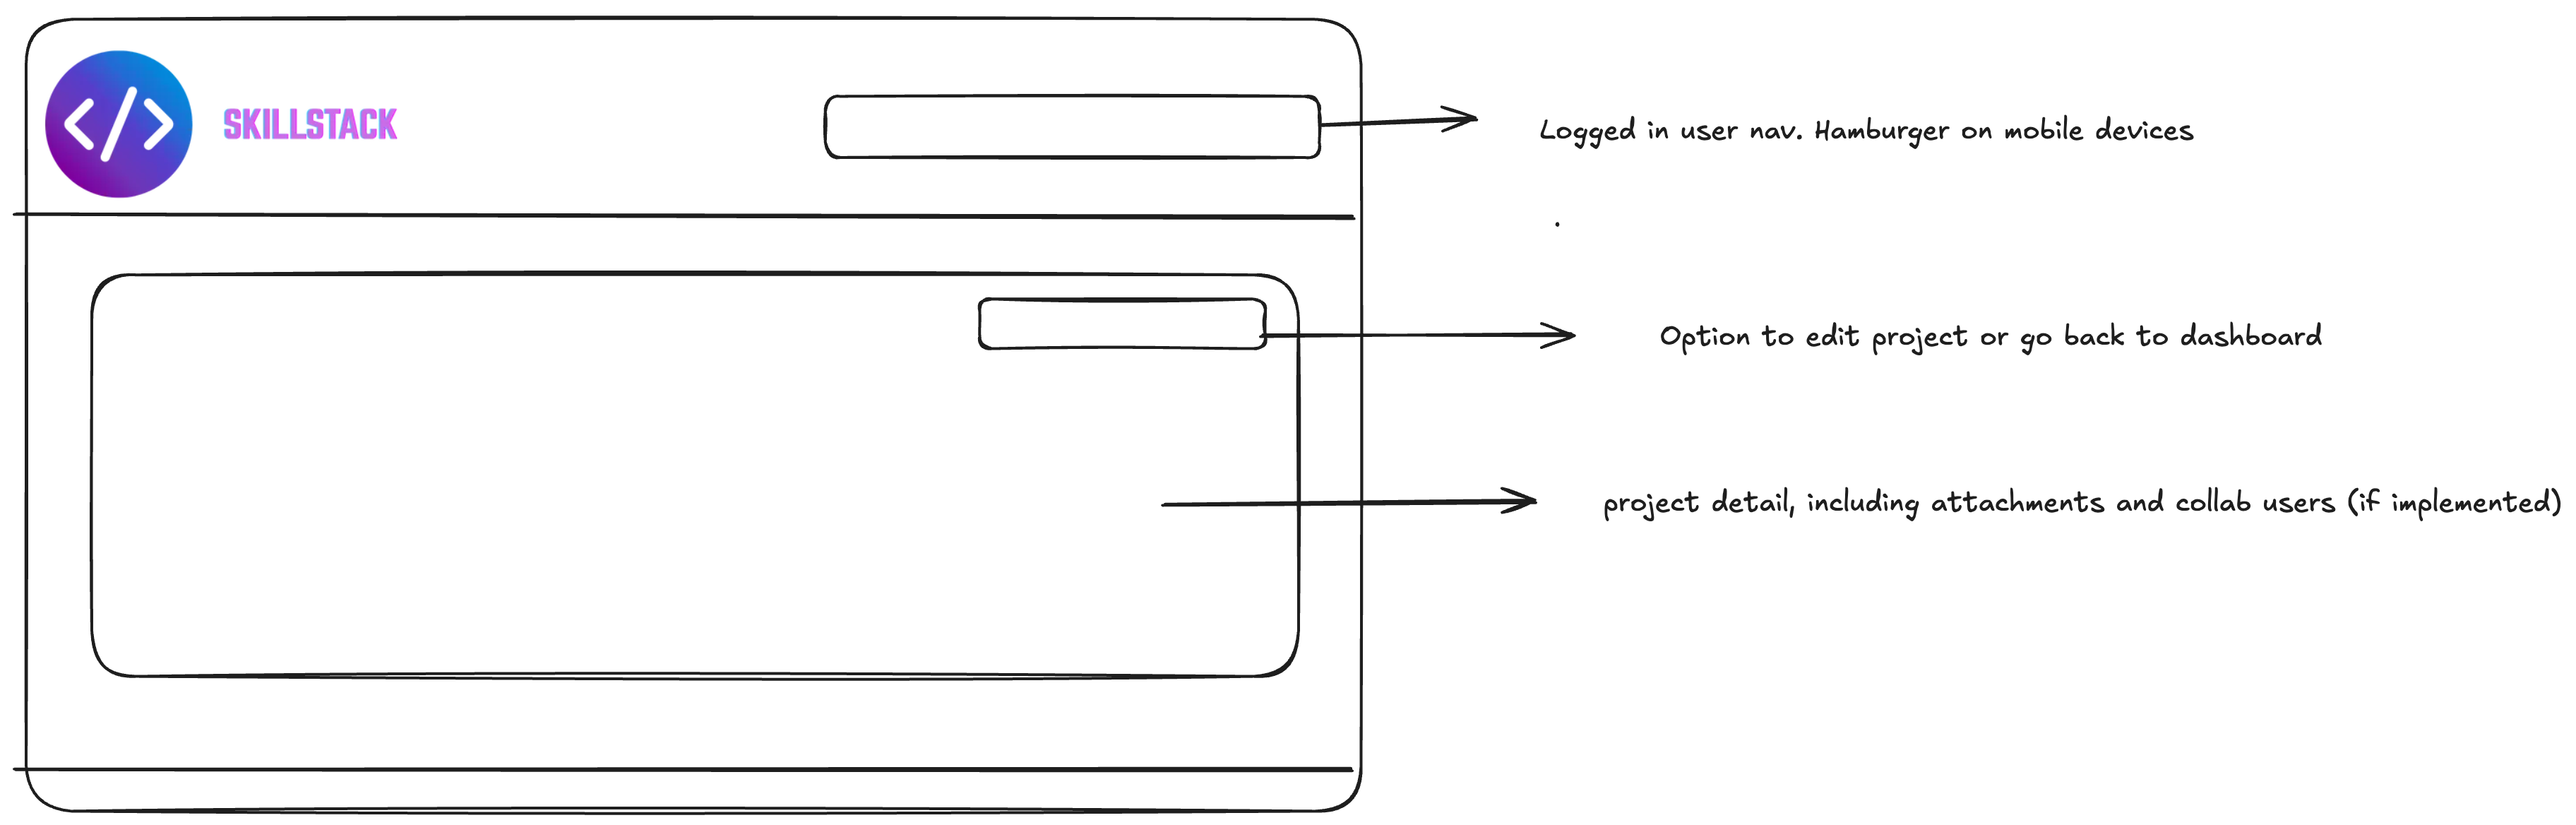 </>
SKILLSTACK
Logged in user nav. Hamburger on mobile devices
.
Option to edit project or go back to dashboard
project detail, including attachments and collab users (if implemented)